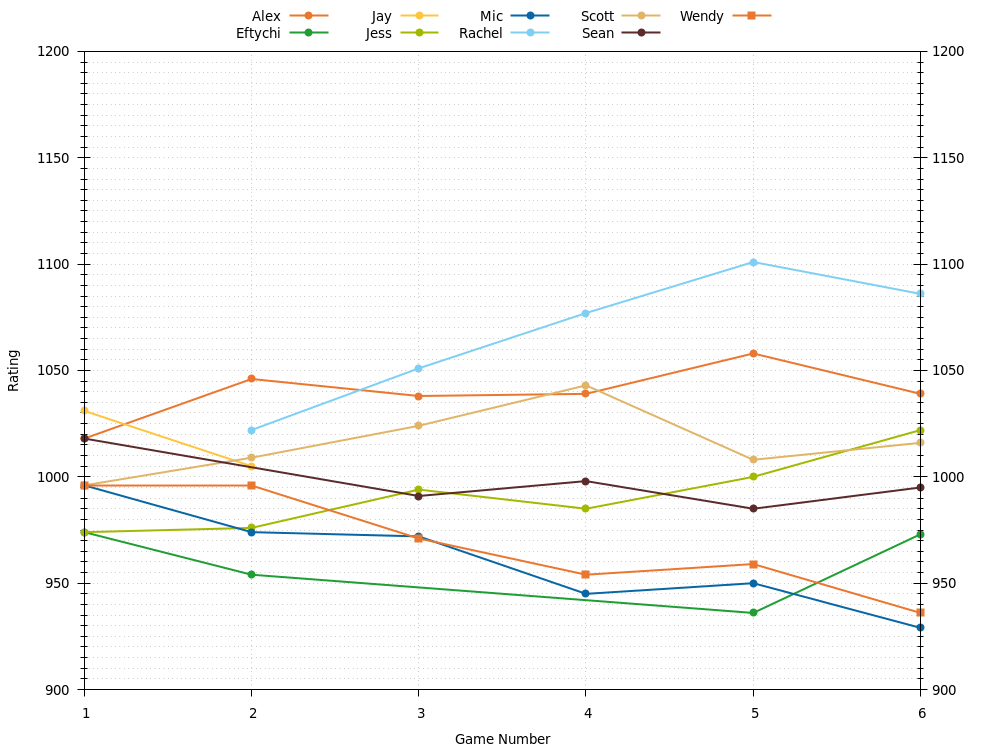 Alex Jay Mic Scott Wendy
Eftychi Jess Rachel Sean
1200 1200
1150 1150
1100 1100
1050 1050
Rating
1000 1000
950 950
900 900
1 2 3 4 5 6
Game Number